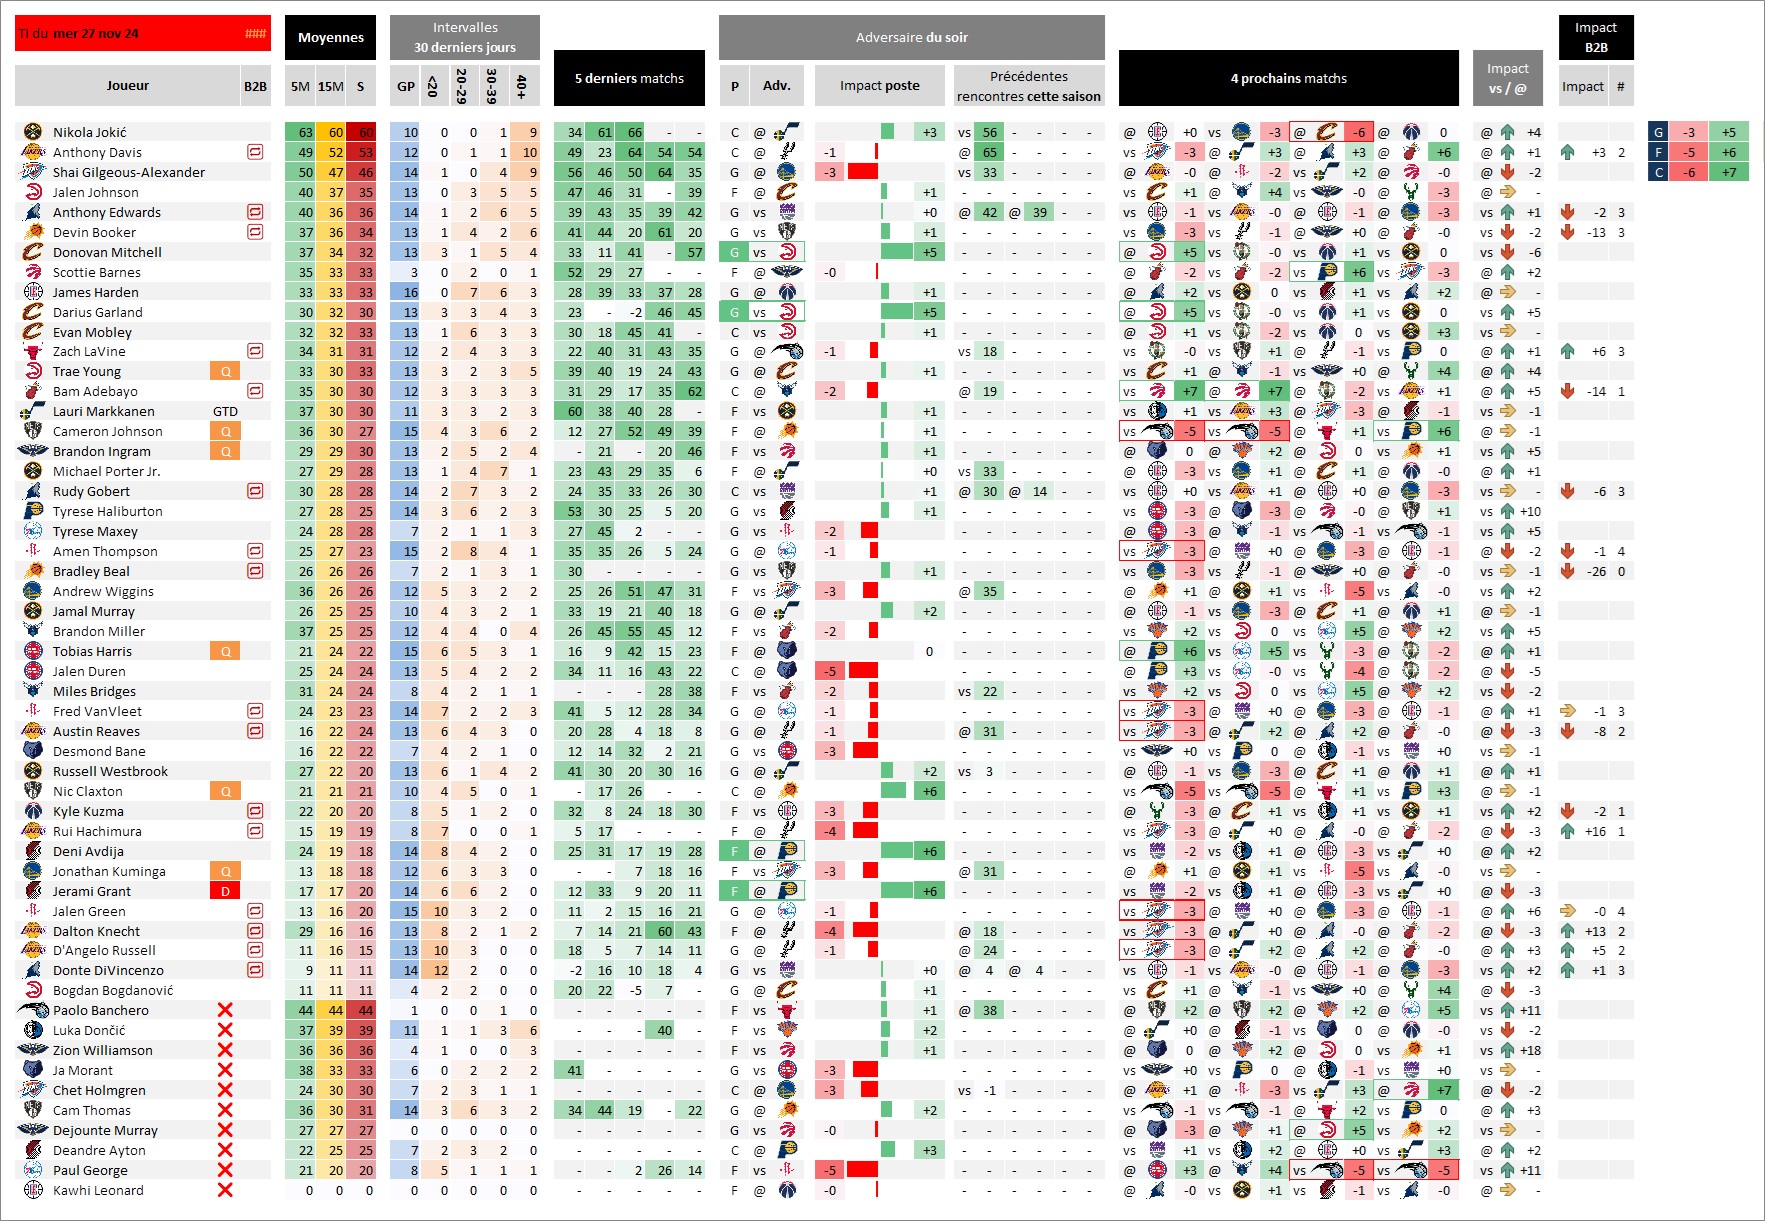 TI du mer 27 nov 24 ###
Moyennes
Intervalles
30 derniers jours
5 derniers matchs
Adversaire du soir
4 prochains matchs
Impact vs / @
Impact B2B
Joueur B2B 5M 15M S GP <20 20-29 30-39 40+ P Adv. Impact poste Précédentes rencontres cette saison Impact #
Nikola Jokić 63 60 60 10 0 0 1 9 34 61 66 - - C @ +3 vs 56 - - - - @ +0 vs -3 @ -6 @ 0 @ +4
Anthony Davis 49 52 53 12 0 1 1 10 49 23 64 54 54 C @ -1 @ 65 - - - - vs -3 @ +3 @ +3 @ +6 @ +1 +3 2
Shai Gilgeous-Alexander 50 47 46 14 1 0 4 9 56 46 50 64 35 G @ -3 vs 33 - - - - @ -0 @ -2 vs +2 @ -0 @ -2
Jalen Johnson 40 37 35 13 0 3 5 5 47 46 31 - 39 F @ +1 - - - - - vs +1 @ +4 vs -0 @ -3 @ -
Anthony Edwards 40 36 36 14 1 2 6 5 39 43 35 39 42 G vs +0 @ 42 @ 39 - - vs -1 vs -0 @ -1 @ -3 vs +1 -2 3
Devin Booker 37 36 34 13 1 4 2 6 41 44 20 61 20 G vs +1 - - - - - vs -3 vs -1 @ +0 @ -0 vs -2 -13 3
Donovan Mitchell 37 34 32 13 3 1 5 4 33 11 41 - 57 G vs +5 - - - - - @ +5 vs -0 @ +1 vs 0 vs -6
Scottie Barnes 35 33 33 3 0 2 0 1 52 29 27 - - F @ -0 - - - - - @ -2 vs -2 vs +6 vs -3 @ +2
James Harden 33 33 33 16 0 7 6 3 28 39 33 37 28 G @ +1 - - - - - @ +2 vs 0 vs +1 vs +2 @ -
Darius Garland 30 32 30 13 3 3 4 3 23 - -2 46 45 G vs +5 - - - - - @ +5 vs -0 @ +1 vs 0 vs +5
Evan Mobley 32 32 33 13 1 6 3 3 30 18 45 41 - C vs +1 - - - - - @ +1 vs -2 @ 0 vs +3 vs -
Zach LaVine 34 31 31 12 2 4 3 3 22 40 31 43 35 G @ -1 vs 18 - - - - vs -0 vs +1 @ -1 vs 0 @ +1 +6 3
Trae Young Q 33 30 33 13 3 2 3 5 39 40 19 24 43 G @ +1 - - - - - vs +1 @ -1 vs +0 @ +4 @ +4
Bam Adebayo 35 30 30 12 3 3 3 3 31 29 17 35 62 C @ -2 @ 19 - - - - vs +7 @ +7 @ -2 vs +1 @ +5 -14 1
Lauri Markkanen GTD 37 30 30 11 3 3 2 3 60 38 40 28 - F vs +1 - - - - - vs +1 vs +3 @ -3 @ -1 vs -1
Cameron Johnson Q 36 30 27 15 4 3 6 2 12 27 52 49 39 F @ +1 - - - - - vs -5 vs -5 @ +1 vs +6 @ -1
Brandon Ingram Q 29 29 30 13 2 5 2 4 - 21 - 20 46 F vs +1 - - - - - @ 0 @ +2 @ 0 vs +1 vs +5
Michael Porter Jr. 27 29 28 13 1 4 7 1 23 43 29 35 6 F @ +0 vs 33 - - - - @ -3 vs +1 @ +1 @ -0 @ +1
Rudy Gobert 30 28 28 14 2 7 3 2 24 35 33 26 30 C vs +1 @ 30 @ 14 - - vs +0 vs +1 @ +0 @ -3 vs - -6 3
Tyrese Haliburton 27 28 25 14 3 6 2 3 53 30 25 5 20 G vs +1 - - - - - vs -3 @ -3 @ -0 @ +1 vs +10
Tyrese Maxey 24 28 28 7 2 1 1 3 27 45 2 - - G vs -2 - - - - - @ -3 @ -1 vs -1 vs -1 vs +5
Amen Thompson 25 27 23 15 2 8 4 1 35 35 26 5 24 G @ -1 - - - - - vs -3 @ +0 @ -3 @ -1 @ -2 -1 4
Bradley Beal 26 26 26 7 2 1 3 1 30 - - - - G vs +1 - - - - - vs -3 vs -1 @ +0 @ -0 vs -1 -26 0
Andrew Wiggins 36 26 26 12 5 3 2 2 25 26 51 47 31 F vs -3 @ 35 - - - - @ +1 @ +1 vs -5 vs -0 vs +2
Jamal Murray 26 25 25 10 4 3 2 1 33 19 21 40 18 G @ +2 - - - - - @ -1 vs -3 @ +1 @ +1 @ -1
Brandon Miller 37 25 25 12 4 4 0 4 26 45 55 45 12 F vs -2 - - - - - vs +2 vs 0 vs +5 @ +2 vs +5
Tobias Harris Q 21 24 22 15 6 5 3 1 16 9 42 15 23 F @ 0 - - - - - @ +6 vs +5 vs -3 @ -2 @ +1
Jalen Duren 25 24 24 13 5 4 2 2 34 11 16 43 22 C @ -5 - - - - - @ +3 vs -0 vs -4 @ -2 @ -5
Miles Bridges 31 24 24 8 4 2 1 1 - - - 28 38 F vs -2 vs 22 - - - - vs +2 vs 0 vs +5 @ +2 vs -2
Fred VanVleet 24 23 23 14 7 2 2 3 41 5 12 28 34 G @ -1 - - - - - vs -3 @ +0 @ -3 @ -1 @ +1 -1 3
Austin Reaves 16 22 24 13 6 4 3 0 20 28 4 18 8 G @ -1 @ 31 - - - - vs -3 @ +2 @ +2 @ -0 @ -3 -8 2
Desmond Bane 16 22 22 7 4 2 1 0 12 14 32 2 21 G vs -3 - - - - - vs +0 vs 0 @ -1 vs +0 vs -1
Russell Westbrook 27 22 20 13 6 1 4 2 41 30 20 30 16 G @ +2 vs 3 - - - - @ -1 vs -3 @ +1 @ +1 @ +1
Nic Claxton Q 21 21 21 10 4 5 0 1 - 17 26 - - C @ +6 - - - - - vs -5 vs -5 @ +1 vs +3 @ -1
Kyle Kuzma 22 20 20 8 5 1 2 0 32 8 24 18 30 F vs -3 - - - - - @ -3 vs +1 vs +1 vs +1 vs +2 -2 1
Rui Hachimura 15 19 19 8 7 0 0 1 5 17 - - - F @ -4 - - - - - vs -3 @ +0 @ -0 @ -2 @ -3 +16 1
Deni Avdija 24 19 18 14 8 4 2 0 25 31 17 19 28 F @ +6 - - - - - vs -2 vs +1 @ -3 vs +0 @ +2
Jonathan Kuminga Q 13 18 18 12 6 3 3 0 - - 7 18 16 F vs -3 @ 31 - - - - @ +1 @ +1 vs -5 vs -0 vs -
Jerami Grant D 17 17 20 14 6 6 2 0 12 33 9 20 11 F @ +6 - - - - - vs -2 vs +1 @ -3 vs +0 @ -3
Jalen Green 13 16 20 15 10 3 2 0 11 2 15 16 21 G @ -1 - - - - - vs -3 @ +0 @ -3 @ -1 @ +6 -0 4
Dalton Knecht 29 16 16 13 8 2 1 2 7 14 21 60 43 F @ -4 @ 18 - - - - vs -3 @ +0 @ -0 @ -2 @ -3 +13 2
D'Angelo Russell 11 16 15 13 10 3 0 0 18 5 7 14 11 G @ -1 @ 24 - - - - vs -3 @ +2 @ +2 @ -0 @ +3 +5 2
Donte DiVincenzo 9 11 11 14 12 2 0 0 -2 16 10 18 4 G vs +0 @ 4 @ 4 - - vs -1 vs -0 @ +2 @ -3 vs +2 +1 3
Bogdan Bogdanović 11 11 11 4 2 2 0 0 20 22 -5 7 - G @ +1 - - - - - vs +1 @ -1 vs -0 @ +4 @ -3
Paolo Banchero 44 44 44 1 0 0 1 0 - - - - - F vs +1 @ 38 - - - - @ +2 @ +2 @ +2 @ +5 vs +11
Luka Dončić 37 39 39 11 1 1 3 6 - - - 40 - F vs +2 - - - - - @ +0 @ -1 vs 0 @ -0 vs -2
Zion Williamson 36 36 36 4 1 0 0 3 - - - - - F vs +1 - - - - - @ 0 @ +2 @ 0 vs +1 vs +18
Ja Morant 38 33 33 6 0 2 2 2 41 - - - - G vs -3 - - - - - vs +0 vs 0 @ -1 vs +0 vs -
Chet Holmgren 24 30 30 7 2 3 1 1 - - - - - C @ -3 vs -1 - - - - @ +1 @ -3 vs +3 @ +7 @ -2
Cam Thomas 36 30 31 14 3 6 3 2 34 44 19 - 22 G @ +2 - - - - - vs -1 vs -1 @ +2 vs 0 @ +3
Dejounte Murray 27 27 27 0 0 0 0 0 - - - - - G vs -0 - - - - - @ -3 @ +1 @ +5 vs +2 vs -
Deandre Ayton 22 25 25 7 2 3 2 0 - - - - - C @ +3 - - - - - vs +1 vs +2 @ +0 vs +3 @ +2
Paul George 21 20 20 8 5 1 1 1 - - 2 26 14 F vs -5 - - - - - @ +3 @ +4 vs -5 vs -5 vs +11
Kawhi Leonard 0 0 0 0 0 0 0 0 - - - - - F @ -0 - - - - - @ -0 vs +1 vs -1 vs -0 @ -
G -3 +5
F -5 +6
C -6 +7